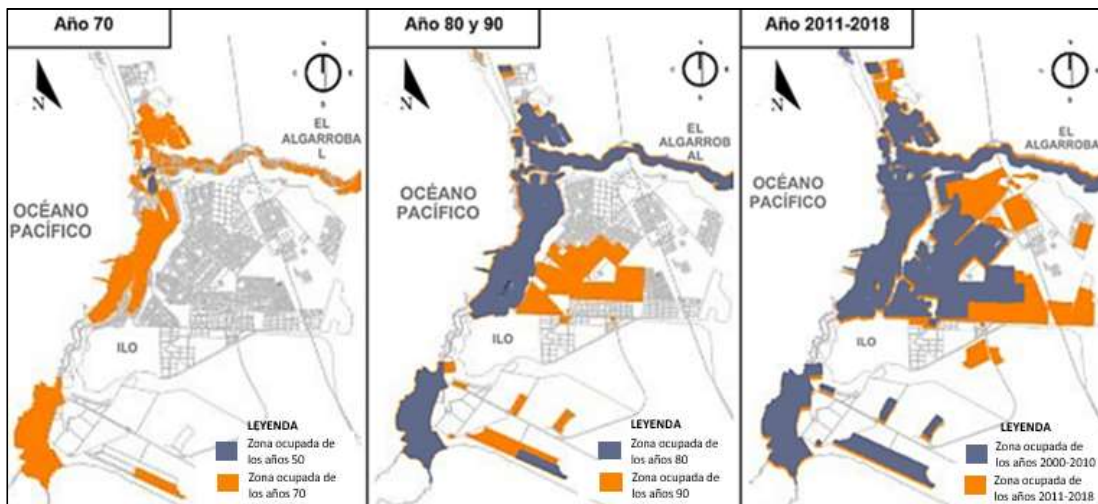 Año 70
N
EL
ALGARROBA
L
OCÉANO
PACÍFICO
ILO
LEYENDA
Zona ocupada de
los años 50
Zona ocupada de
los años 70
Año 80 y 90
N
EL
ALGARROB
AL
OCÉANO
PACÍFICO
ILO
LEYENDA
Zona ocupada de
los años 80
Zona ocupada de
los años 90
Año 2011-2018
N
EL
ALGARROBAL
OCÉANO
PACÍFICO
ILO
LEYENDA
Zona ocupada de
los años 2000-2010
Zona ocupada de
los años 2011-2018